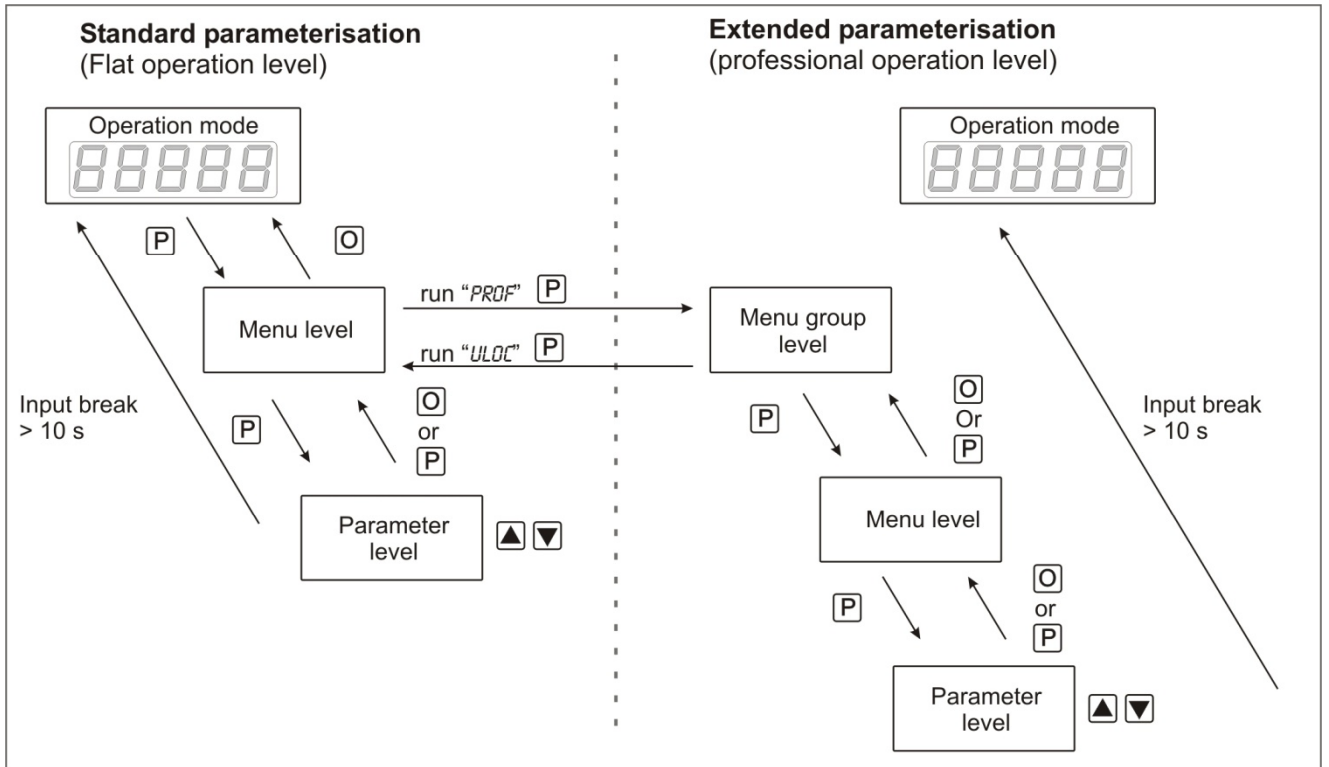 Standard parameterisation
(Flat operation level)
Operation mode
88888
P
O
Menu level
run “PROF” P
run “ULOC” P
Input break
> 10 s
P
O
or
P
Parameter
level
▲ ▼
Extended parameterisation
(professional operation level)
Operation mode
88888
Menu group
level
P
O
Or
P
Input break
> 10 s
Menu level
P
O
or
P
Parameter
level
▲ ▼